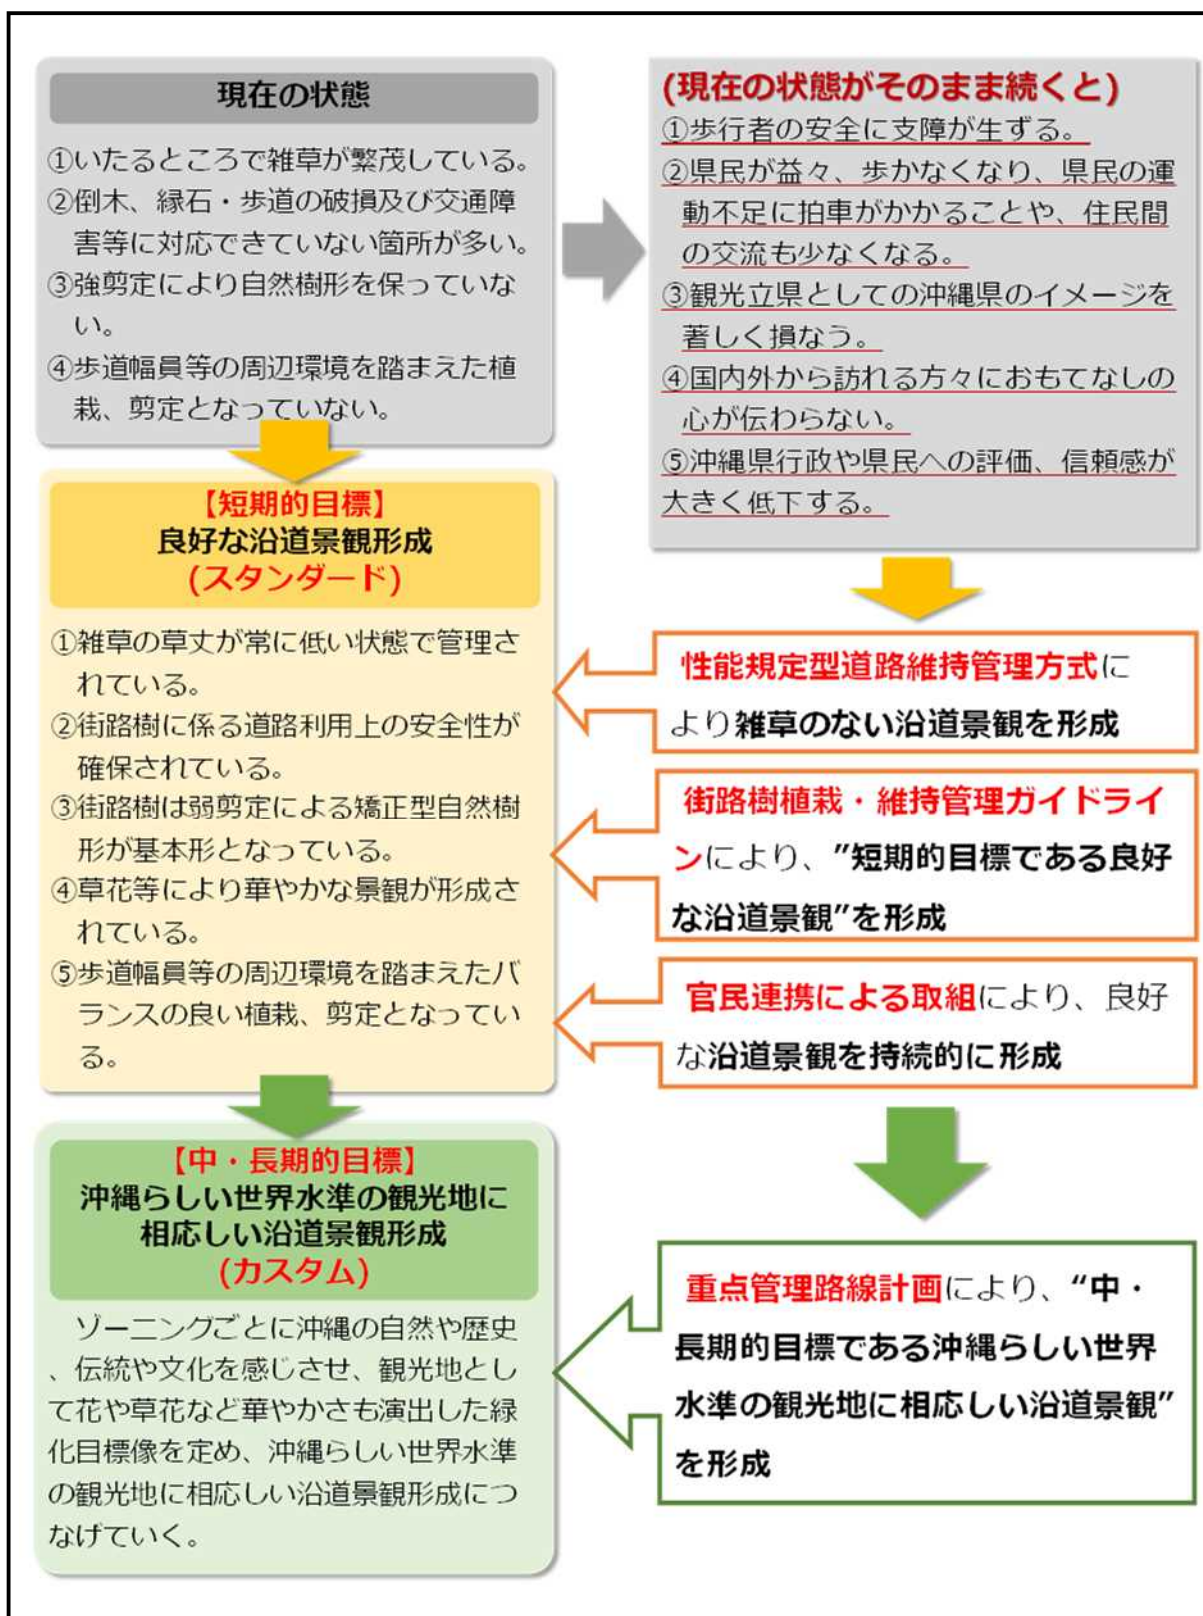 現在の状態
①いたるところで雑草が繁茂している。
②倒木、縁石・歩道の破損及び交通障
害等に対応できていない箇所が多い。
③強剪定により自然樹形を保っていな
い。
④歩道幅員等の周辺環境を踏まえた植
栽、剪定となっていない。
(現在の状態がそのまま続くと)
①歩行者の安全に支障が生ずる。
②県民が益々、歩かなくなり、県民の運
動不足に拍車がかかることや、住民間
の交流も少なくなる。
③観光立県としての沖縄県のイメージを
著しく損なう。
④国内外から訪れる方々におもてなしの
心が伝わらない。
⑤沖縄県行政や県民への評価、信頼感が
大きく低下する。
【短期的目標】
良好な沿道景観形成
(スタンダード)
①雑草の草丈が常に低い状態で管理さ
れている。
②街路樹に係る道路利用上の安全性が
確保されている。
③街路樹は弱剪定による矯正型自然樹
形が基本形となっている。
④草花等により華やかな景観が形成さ
れている。
⑤歩道幅員等の周辺環境を踏まえたバ
ランスの良い植栽、剪定となってい
る。
性能規定型道路維持管理方式に
より雑草のない沿道景観を形成
街路樹植栽・維持管理ガイドライ
ンにより、”短期的目標である良好
な沿道景観”を形成
官民連携による取組により、良好
な沿道景観を持続的に形成
【中・長期的目標】
沖縄らしい世界水準の観光地に
相応しい沿道景観形成
(カスタム)
ゾーニングごとに沖縄の自然や歴史
、伝統や文化を感じさせ、観光地とし
て花や草花など華やかさも演出した緑
化目標像を定め、沖縄らしい世界水準
の観光地に相応しい沿道景観形成につ
なげていく。
重点管理路線計画により、“中・
長期的目標である沖縄らしい世界
水準の観光地に相応しい沿道景観”
を形成